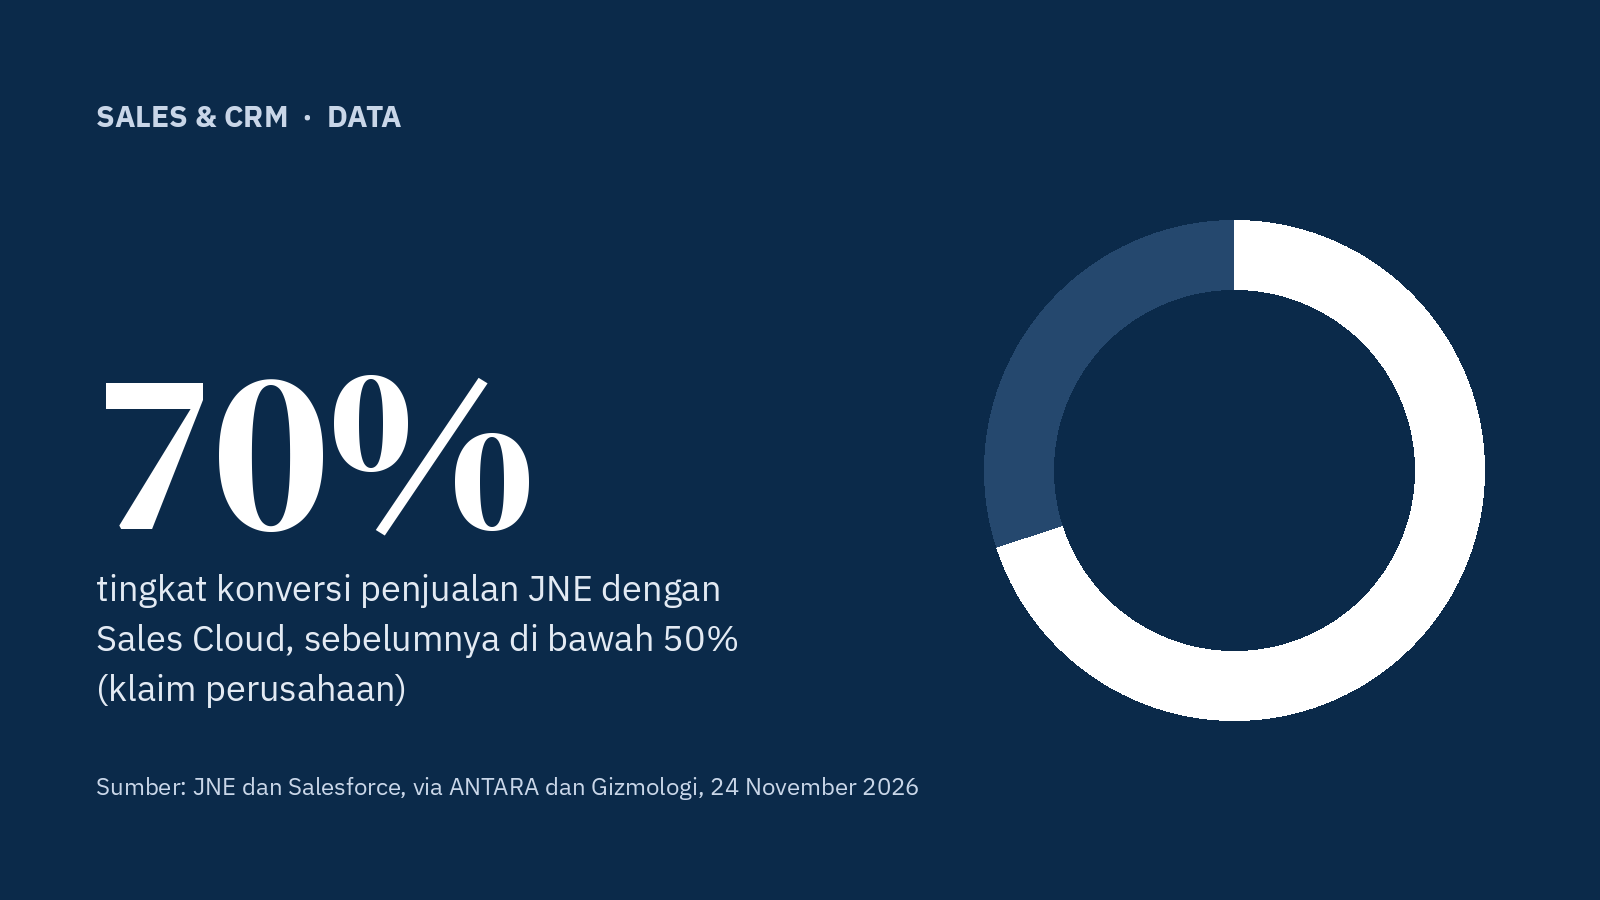 SALES & CRM · DATA
70%
tingkat konversi penjualan JNE dengan
Sales Cloud, sebelumnya di bawah 50%
(klaim perusahaan)
Sumber: JNE dan Salesforce, via ANTARA dan Gizmologi, 24 November 2026